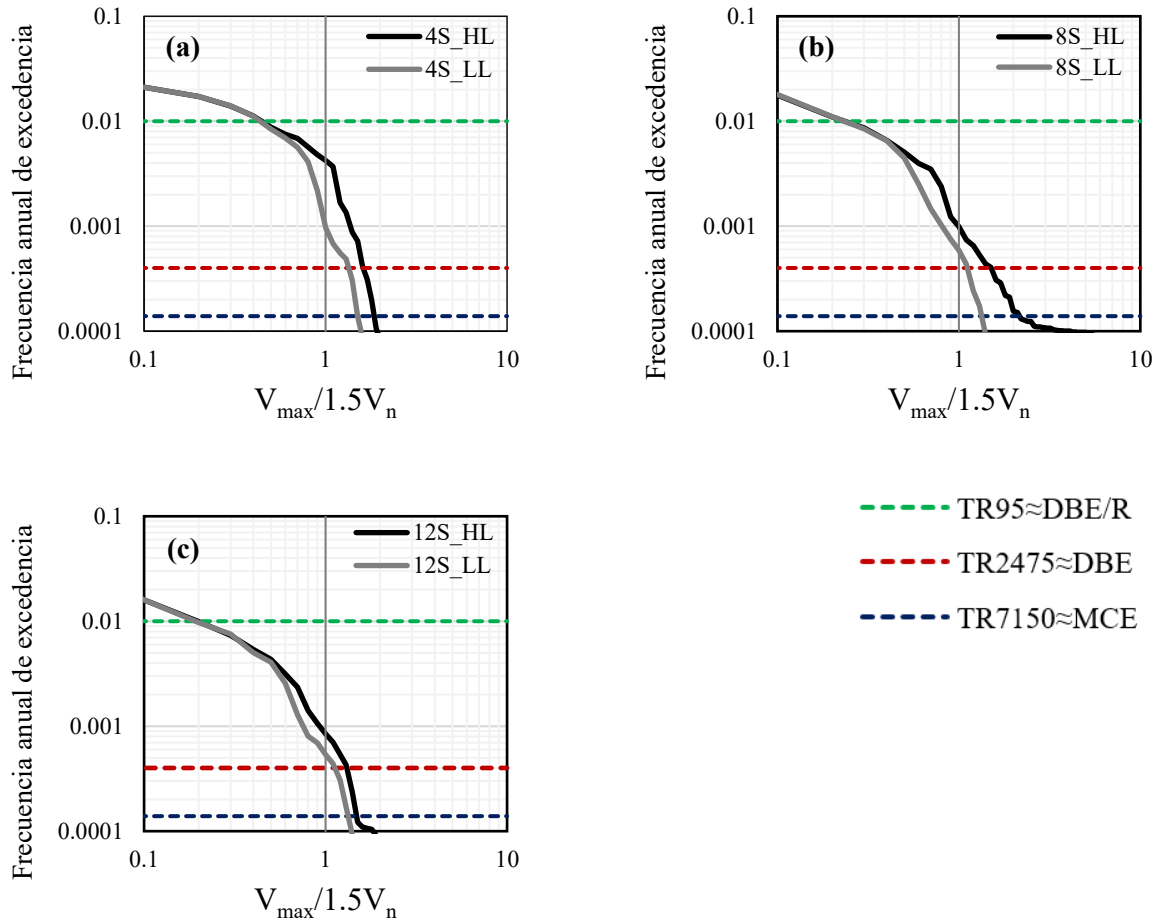 Frecuencia anual de excedencia
0.1
0.01
0.001
0.0001
(a)
4S_HL
4S_LL
0.1
1
10
Vmax/1.5Vn
Frecuencia anual de excedencia
0.1
0.01
0.001
0.0001
(b)
8S_HL
8S_LL
0.1
1
10
Vmax/1.5Vn
Frecuencia anual de excedencia
0.1
0.01
0.001
0.0001
(c)
12S_HL
12S_LL
0.1
1
10
Vmax/1.5Vn
TR95≈DBE/R
TR2475≈DBE
TR7150≈MCE